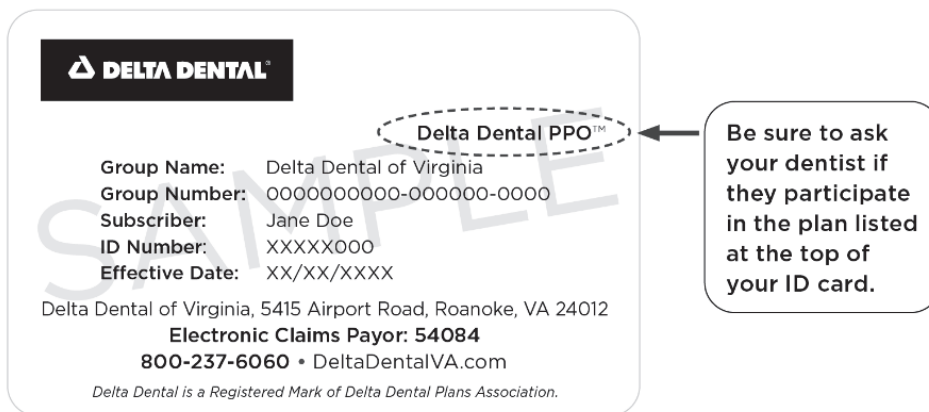 DELTA DENTAL®
Delta Dental PPO™
Group Name: Delta Dental of Virginia
Group Number: 0000000000-000000-0000
Subscriber: Jane Doe
ID Number: XXXXX000
Effective Date: XX/XX/XXXX
SAMPLE
Delta Dental of Virginia, 5415 Airport Road, Roanoke, VA 24012
Electronic Claims Payor: 54084
800-237-6060 • DeltaDentalVA.com
Delta Dental is a Registered Mark of Delta Dental Plans Association.
Be sure to ask
your dentist if
they participate
in the plan listed
at the top of
your ID card.